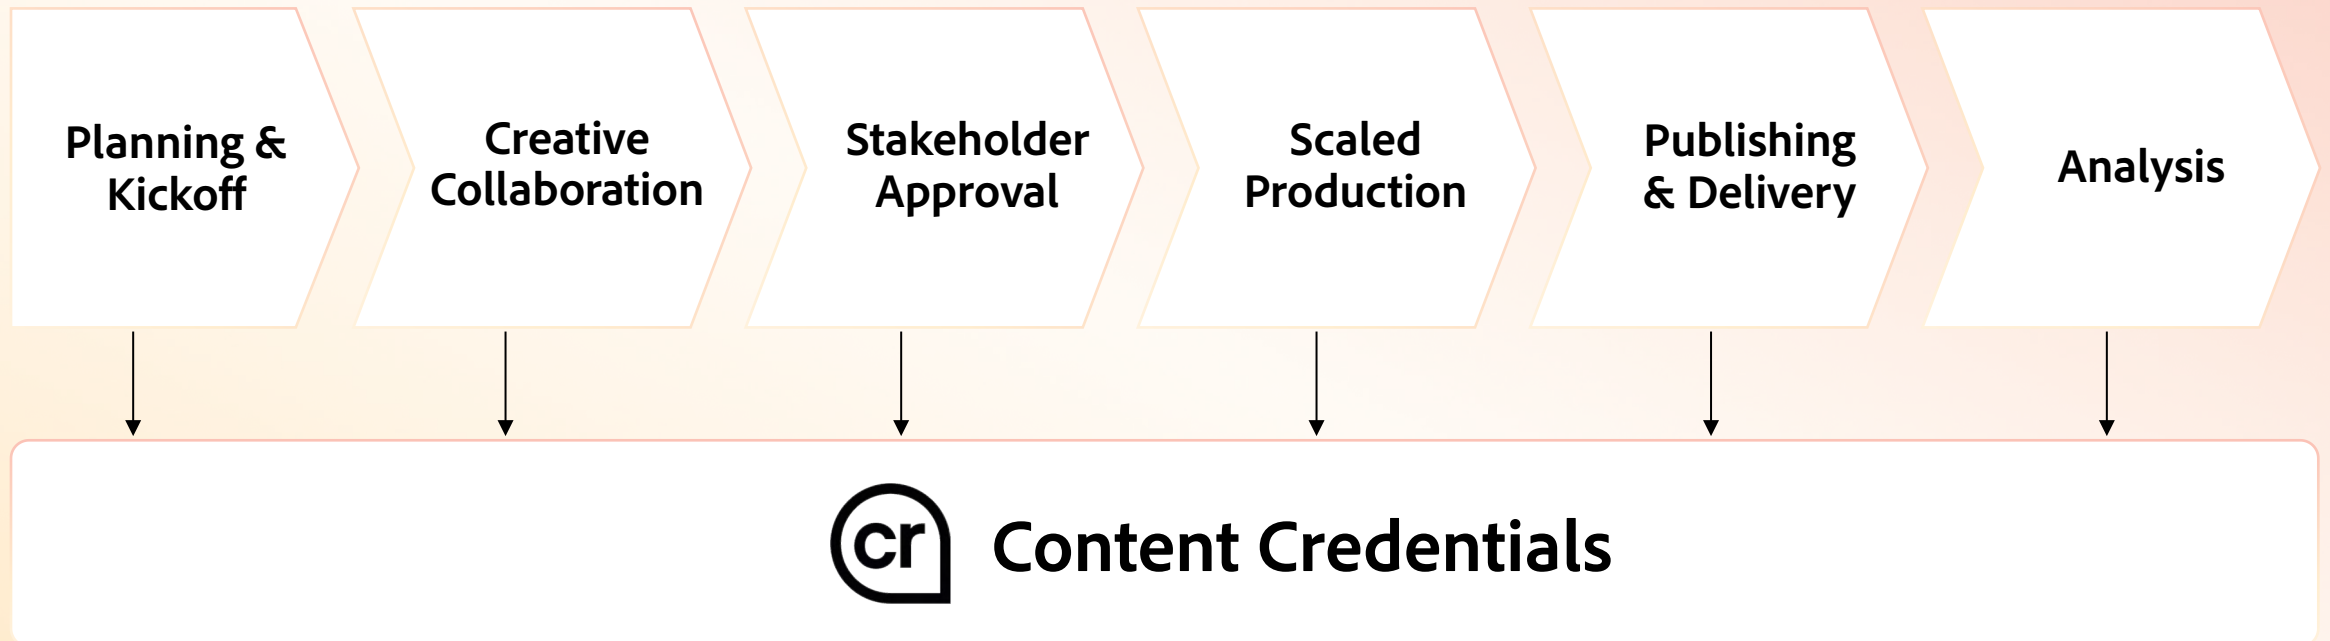 Planning &
Kickoff
Creative
Collaboration
Stakeholder
Approval
Scaled
Production
Publishing
& Delivery
Analysis
cr
Content Credentials